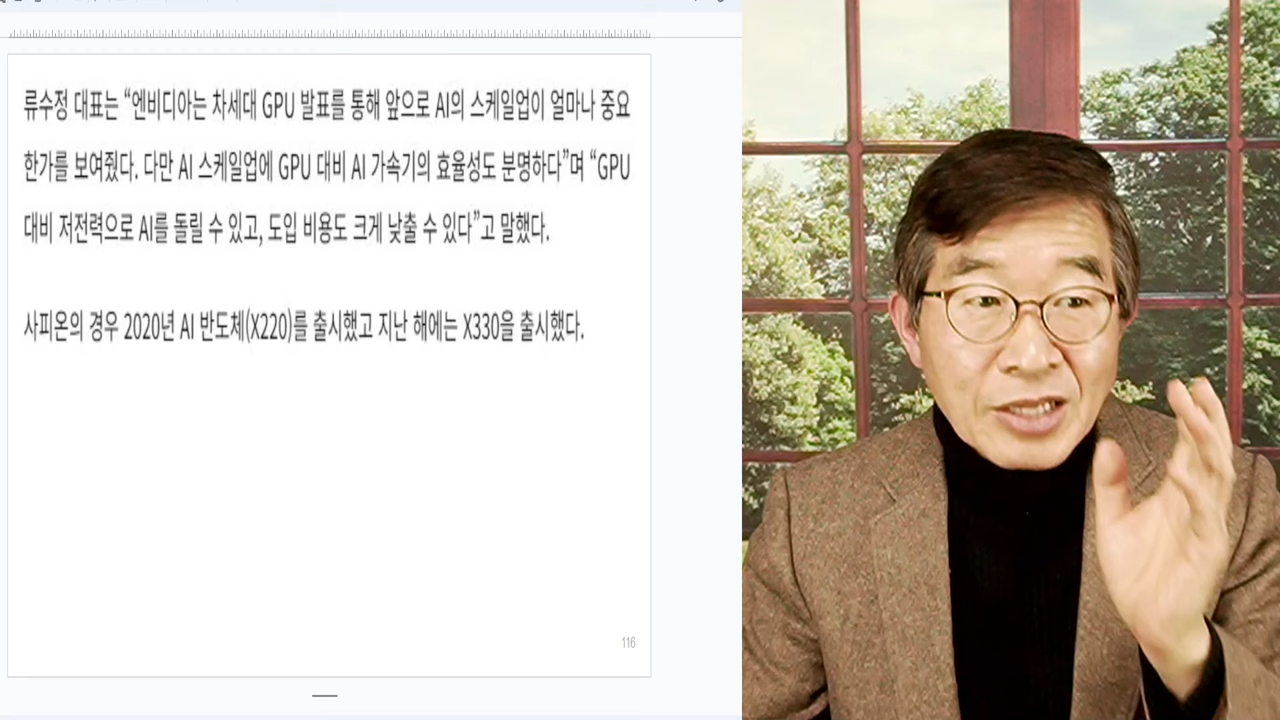 류수정 대표는 “엔비디아는 차세대 GPU 발표를 통해 앞으로 AI의 스케일업이 얼마나 중요
한가를 보여줬다. 다만 AI 스케일업에 GPU 대비 AI 가속기의 효율성도 분명하다”며 “GPU
대비 저전력으로 AI를 돌릴 수 있고, 도입 비용도 크게 낮출 수 있다”고 말했다.
사피온의 경우 2020년 AI 반도체(X220)를 출시했고 지난 해에는 X330을 출시했다.
116